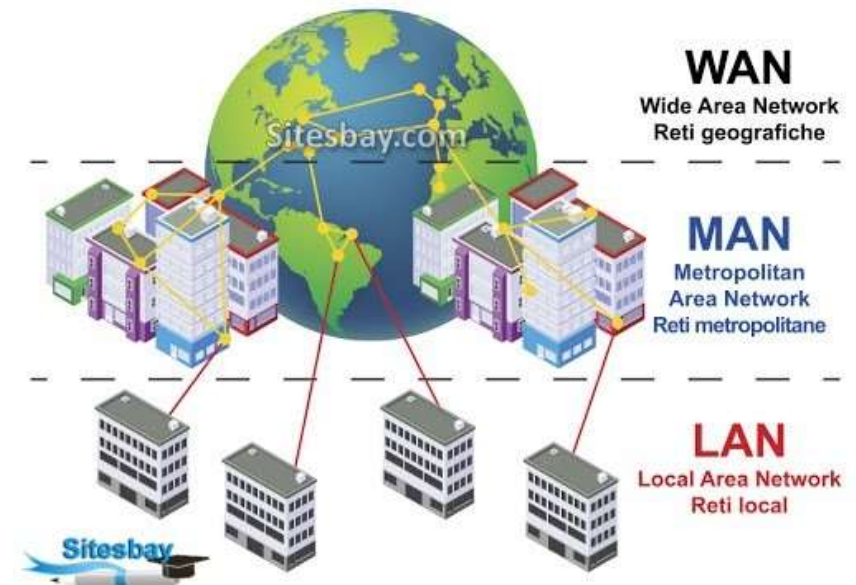 WAN
Wide Area Network
Reti geografiche
Sitesbay.com
MAN
Metropolitan
Area Network
Reti metropolitane
LAN
Local Area Network
Reti local
Sitesbay